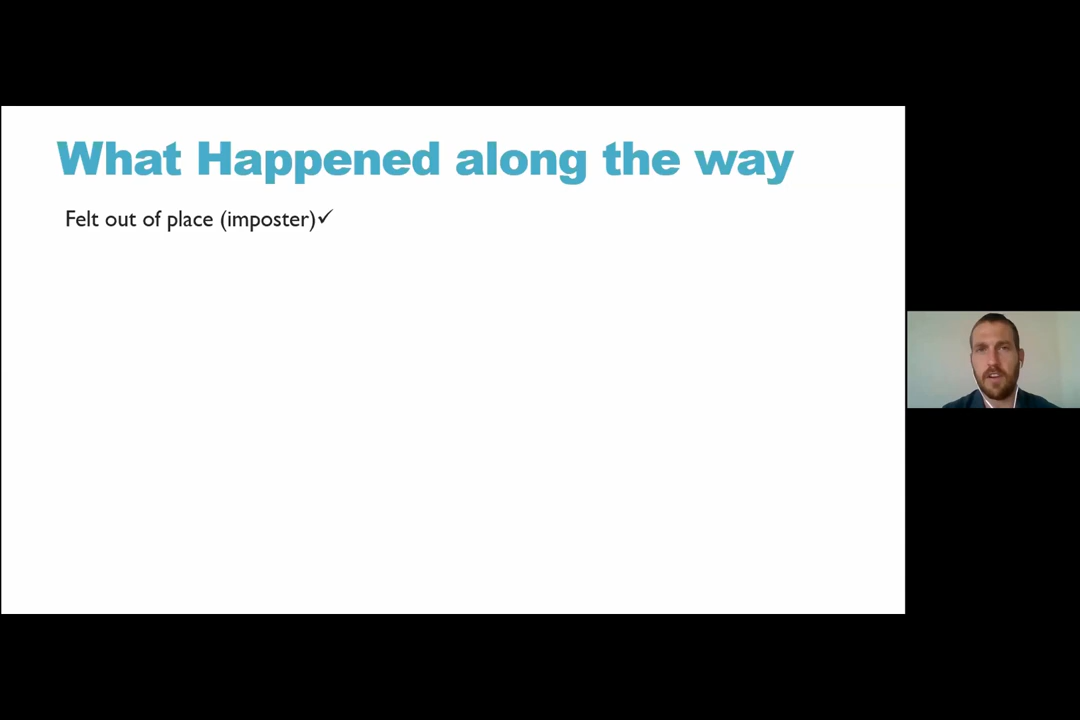 What Happened along the way
Felt out of place (imposter)✓